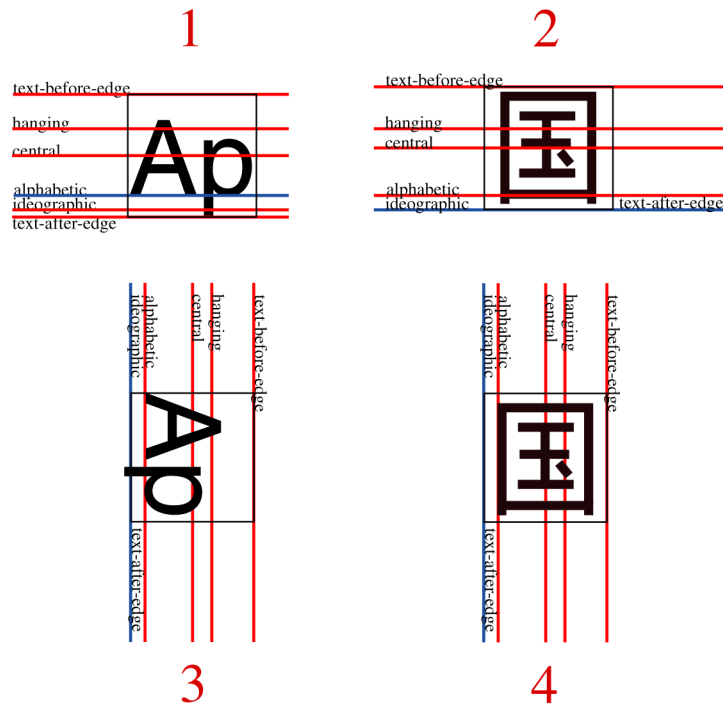 1
text-before-edge
hanging
central
alphabetic
ideographic
text-after-edge
Ap
2
text-before-edge
hanging
central
alphabetic
ideographic
text-after-edge
国
ideographic
alphabetic
central
hanging
text-before-edge
Ap
text-after-edge
3
ideographic
alphabetic
central
hanging
text-before-edge
国
text-after-edge
4